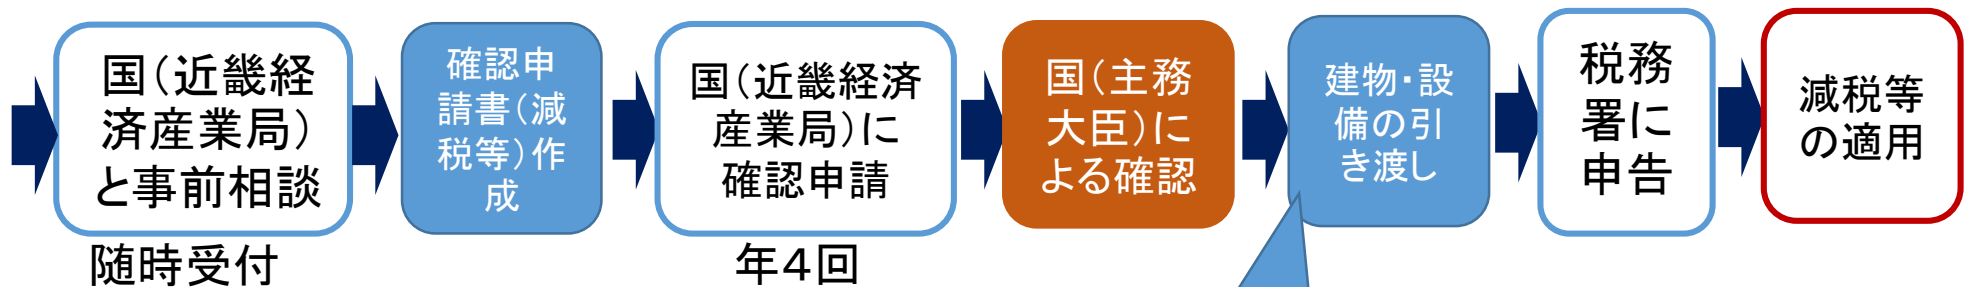 国（近畿経
済産業局）
と事前相談
随時受付
確認申
請書（減
税等）作
成
国（近畿経済
産業局）に
確認申請
年４回
国（主務
大臣）に
よる確認
建物・設
備の引
き渡し
税務
署に
申告
減税等
の適用